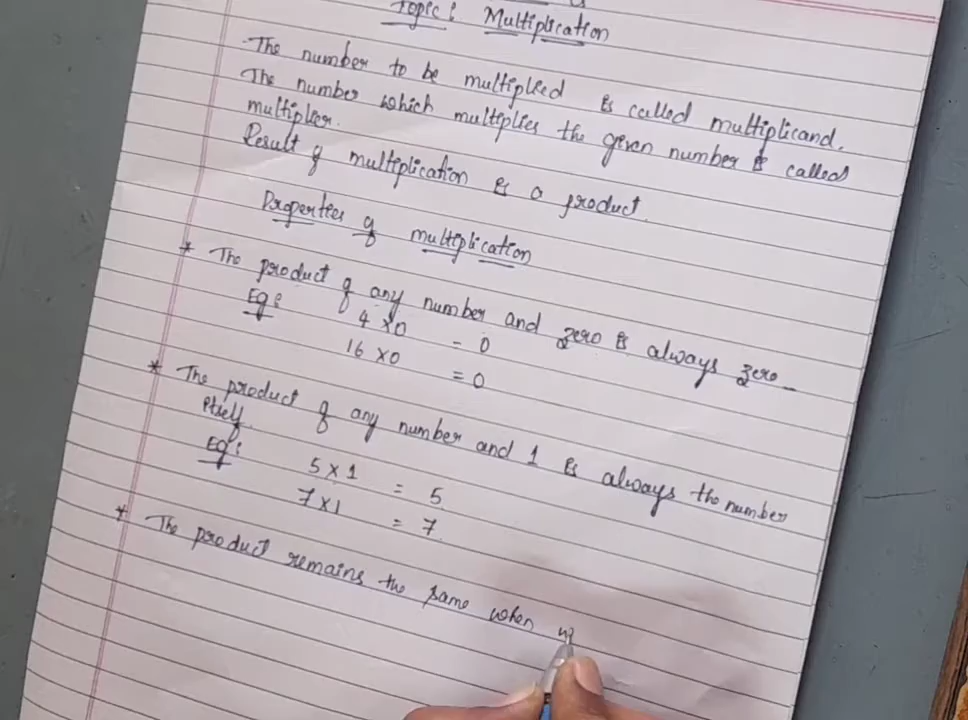 Topic: Multiplication
The number to be multiplied is called multiplicand.
The number which multiplies the given number is called
multiplier.
Result of multiplication is a product.
Properties of multiplication
* The product of any number and zero is always zero.
Eg: 4 x 0 = 0
16 x 0 = 0
* The product of any number and 1 is always the number
itself.
Eg: 5 x 1 = 5
7 x 1 = 7
* The product remains the same when